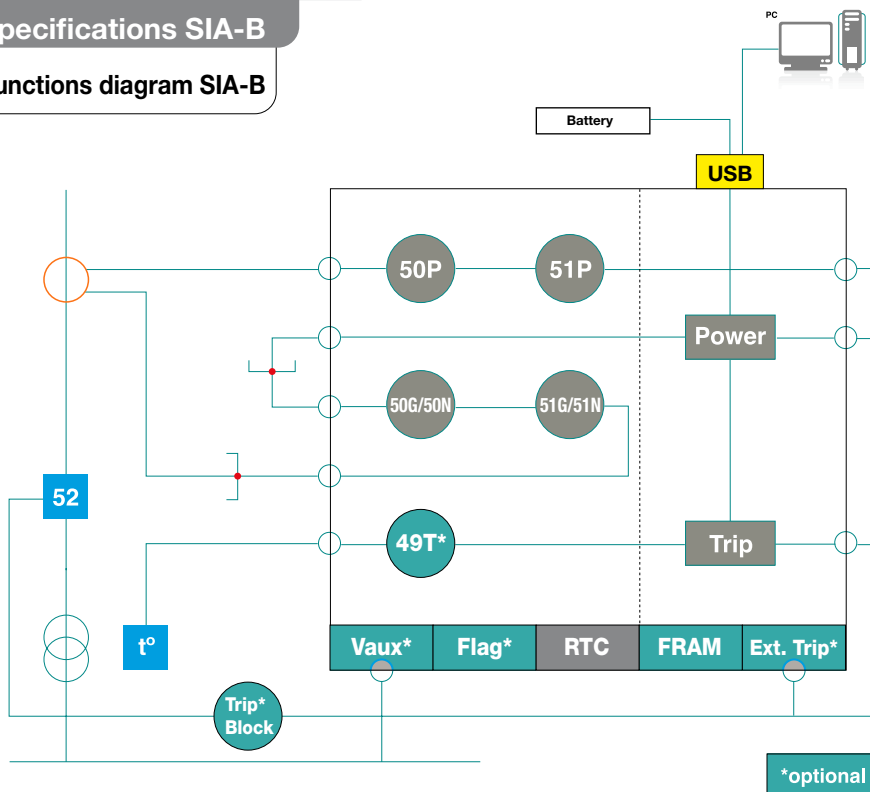 pecifications SIA-B
unctions diagram SIA-B
PC
Battery
USB
50P
51P
Power
50G/50N
51G/51N
52
49T*
Trip
t°
Vaux*
Flag*
RTC
FRAM
Ext. Trip*
Trip*
Block
*optional